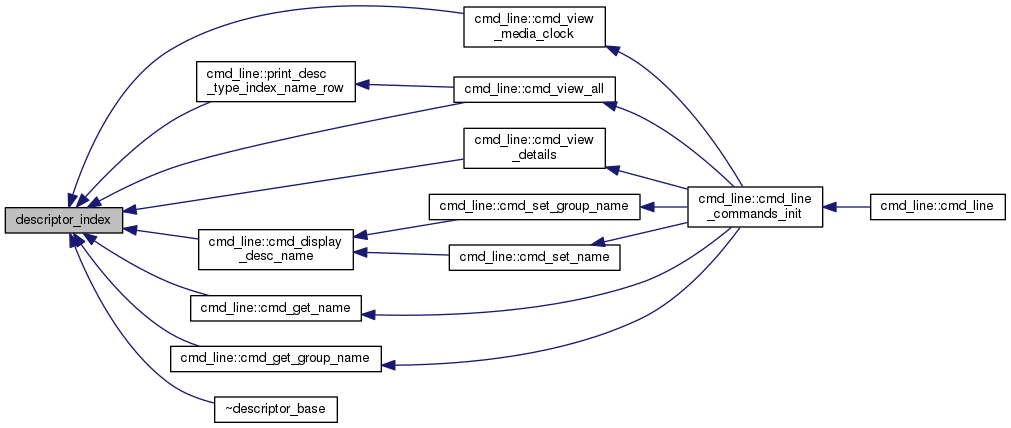 cmd_line::cmd_view
_media_clock
cmd_line::print_desc
_type_index_name_row
cmd_line::cmd_view_all
cmd_line::cmd_view
_details
descriptor_index
cmd_line::cmd_set_group_name
cmd_line::cmd_line
_commands_init
cmd_line::cmd_line
cmd_line::cmd_display
_desc_name
cmd_line::cmd_set_name
cmd_line::cmd_get_name
cmd_line::cmd_get_group_name
~descriptor_base